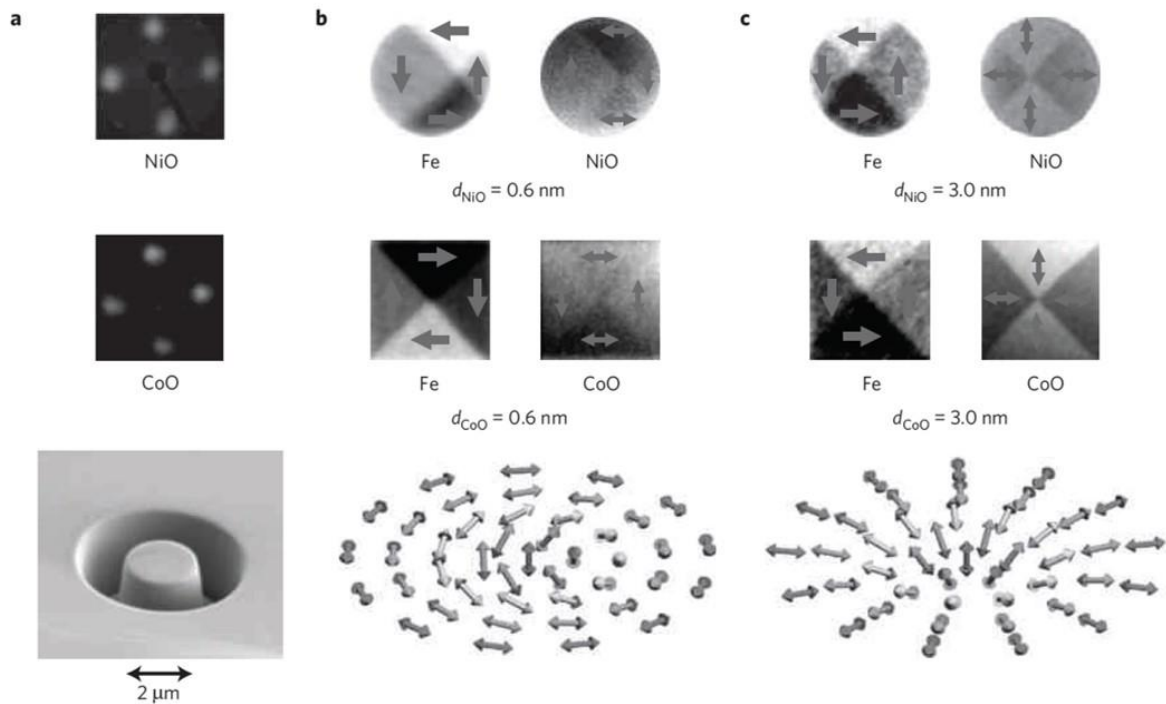 a
NiO
CoO
2 μm
b
Fe
NiO
d_NiO = 0.6 nm
Fe
CoO
d_CoO = 0.6 nm
c
Fe
NiO
d_NiO = 3.0 nm
Fe
CoO
d_CoO = 3.0 nm